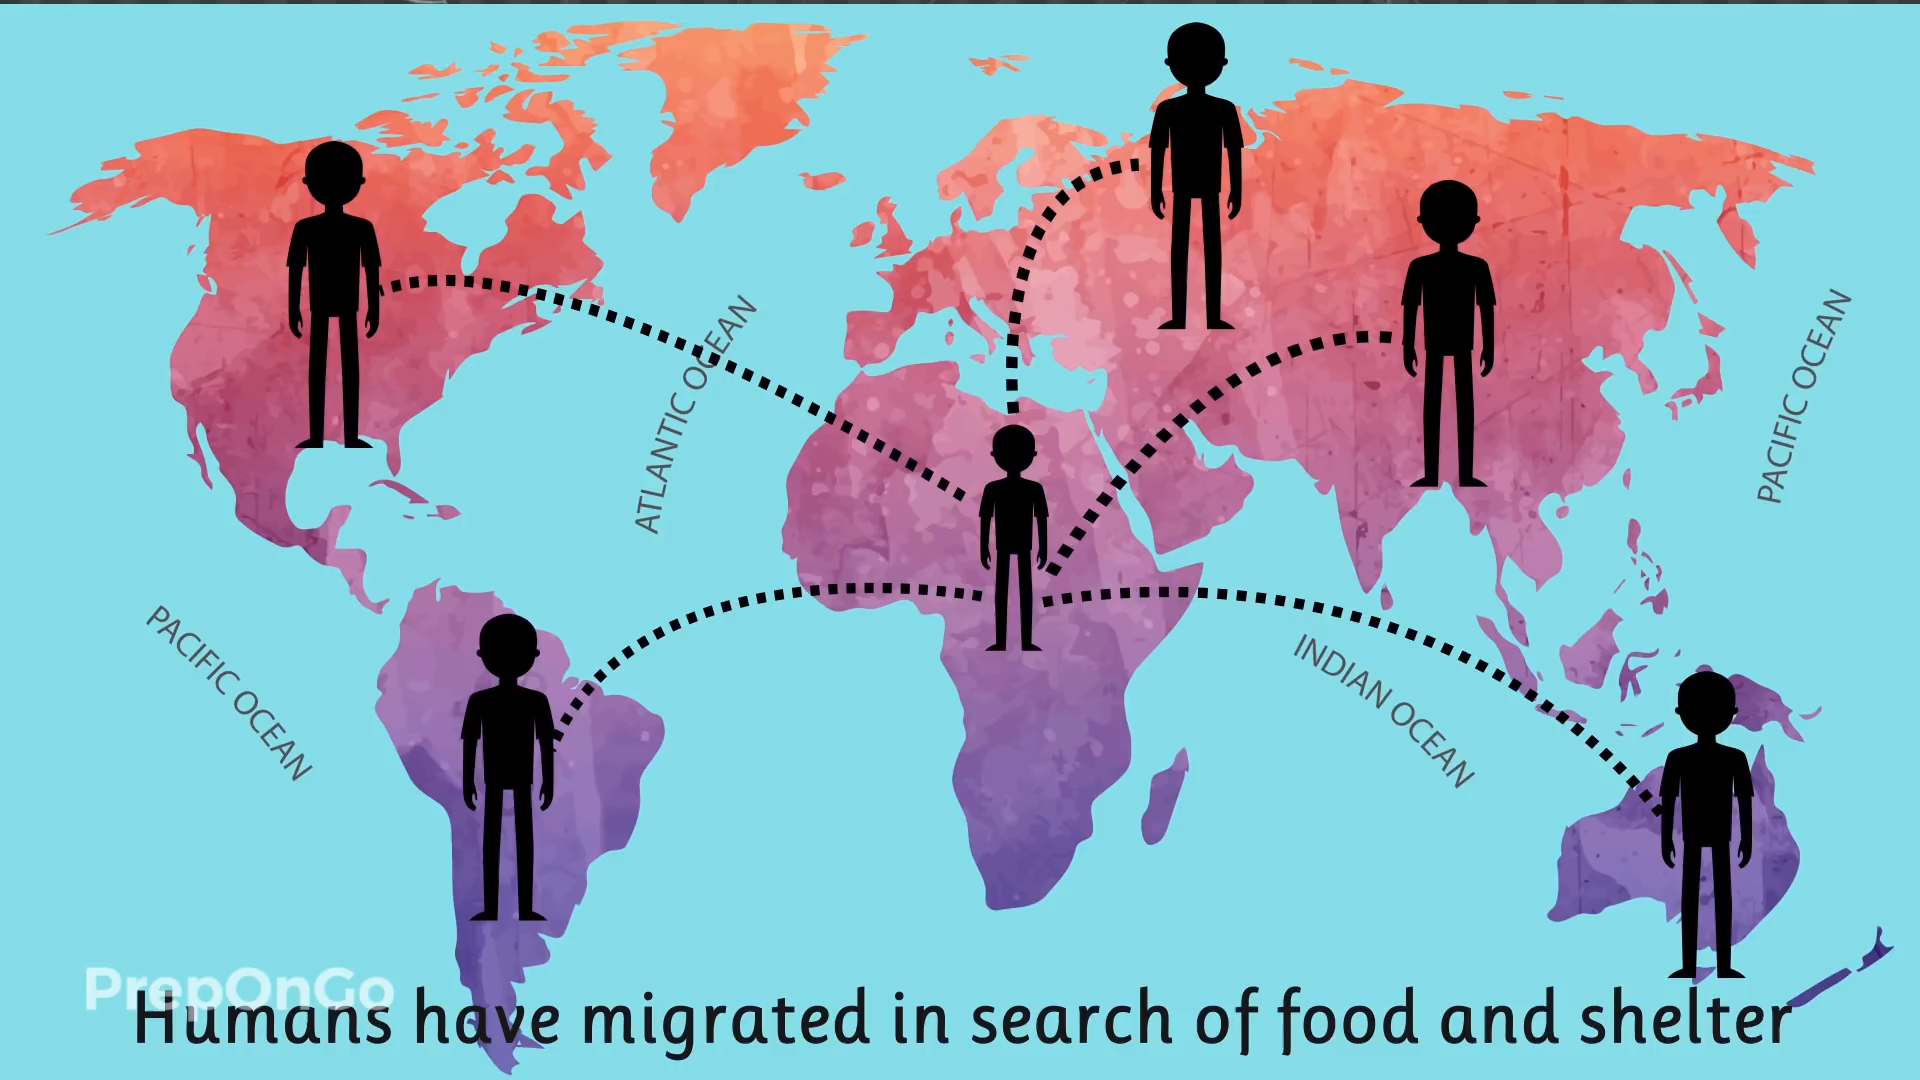 ATLANTIC OCEAN
PACIFIC OCEAN
PACIFIC OCEAN
INDIAN OCEAN
PrepOnGo
Humans have migrated in search of food and shelter